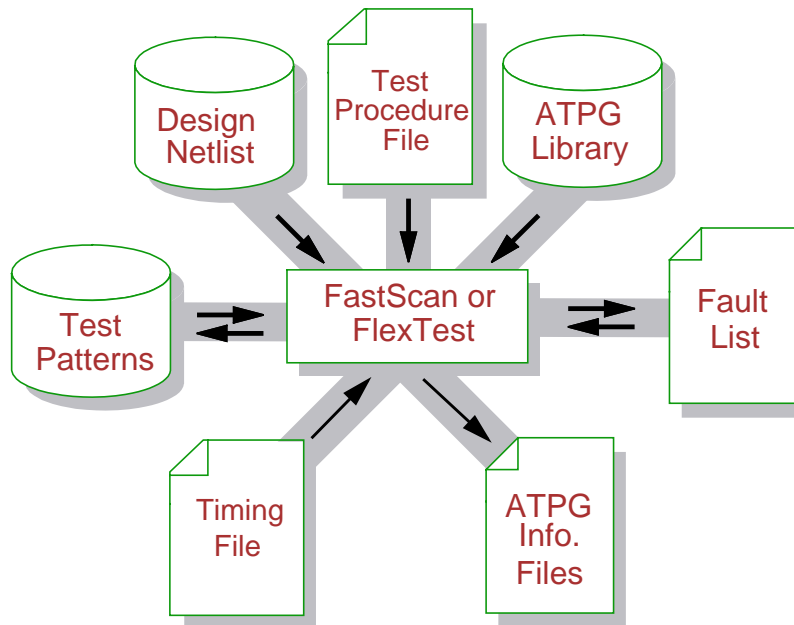 Design
Netlist
Test
Procedure
File
ATPG
Library
Test
Patterns
FastScan or
FlexTest
Fault
List
Timing
File
ATPG
Info.
Files